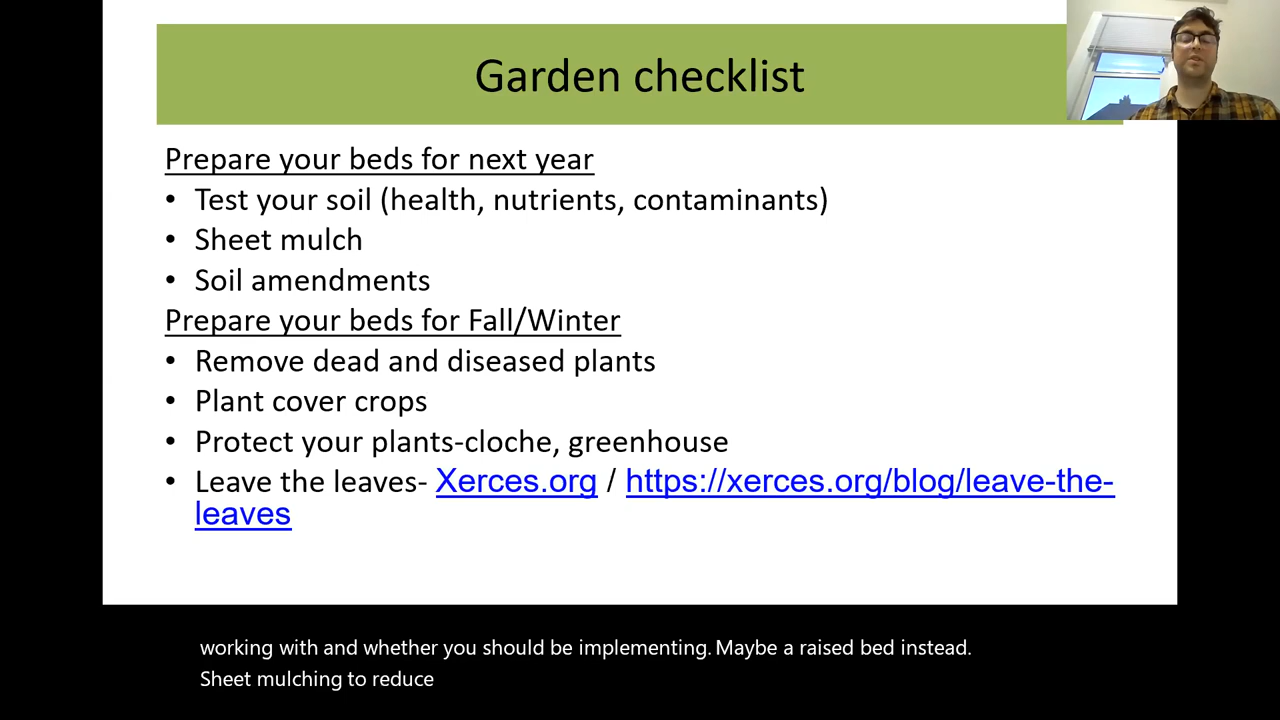 Garden checklist
Prepare your beds for next year
• Test your soil (health, nutrients, contaminants)
• Sheet mulch
• Soil amendments
Prepare your beds for Fall/Winter
• Remove dead and diseased plants
• Plant cover crops
• Protect your plants-cloche, greenhouse
• Leave the leaves- Xerces.org / https://xerces.org/blog/leave-the-
leaves
working with and whether you should be implementing. Maybe a raised bed instead.
Sheet mulching to reduce